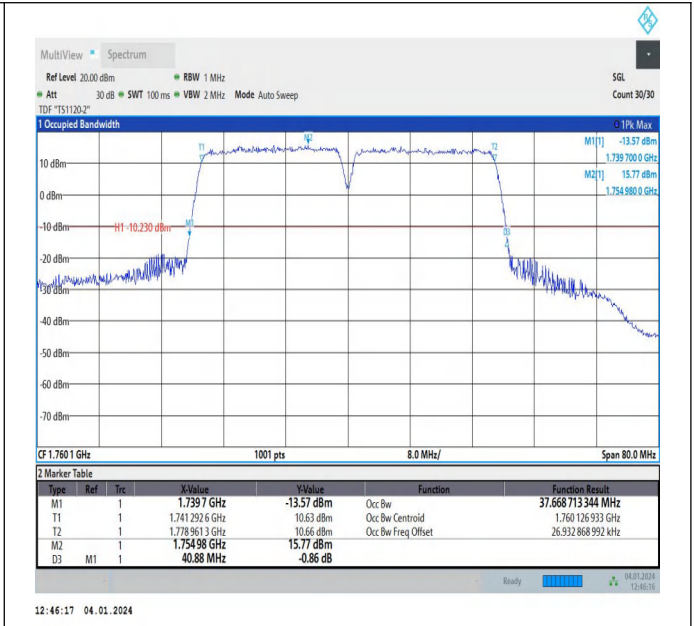 MultiView Spectrum
Ref Level 20.00 dBm RBW 1 MHz SGL
Att 30 dB SWT 100 ms VBW 2 MHz Mode Auto Sweep Count 30/30
TDF "TS1120-2"
1 Occupied Bandwidth 1Pk Max
M1[1] -13.57 dBm
1.739 700 0 GHz
M2[1] 15.77 dBm
1.754 980 0 GHz
T1
M2
T2
10 dBm
0 dBm
-10 dBm
H1 -10.230 dBm
M1
D3
-20 dBm
-30 dBm
-40 dBm
-50 dBm
-60 dBm
-70 dBm
CF 1.760 1 GHz 1001 pts 8.0 MHz/ Span 80.0 MHz
2 Marker Table
Type Ref Trc X-Value Y-Value Function Function Result
M1 1 1.739 7 GHz -13.57 dBm Occ Bw 37.668 713 344 MHz
T1 1 1.741 292 6 GHz 10.63 dBm Occ Bw Centroid 1.760 126 933 GHz
T2 1 1.778 961 3 GHz 10.66 dBm Occ Bw Freq Offset 26.932 868 992 kHz
M2 1 1.754 98 GHz 15.77 dBm
D3 M1 1 40.88 MHz -0.86 dB
Ready 04.01.2024
12:46:16
12:46:17 04.01.2024